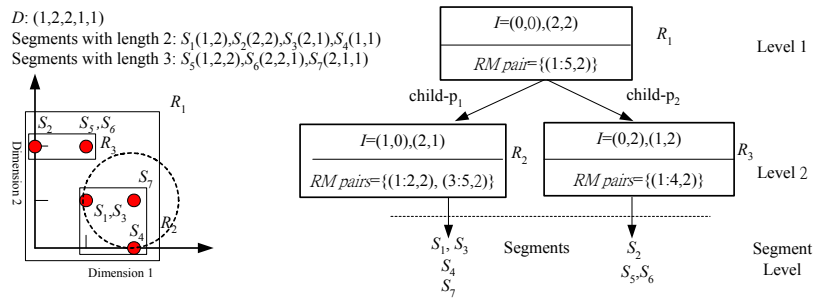 D: (1,2,2,1,1)
Segments with length 2: S1(1,2),S2(2,2),S3(2,1),S4(1,1)
Segments with length 3: S5(1,2,2),S6(2,2,1),S7(2,1,1)
R1
S2 S5,S6
R3
S7
S1,S3
R2
S4
Dimension 2
Dimension 1
I=(0,0),(2,2)
RM pair={(1:5,2)}
R1
Level 1
child-p1
child-p2
I=(1,0),(2,1)
RM pairs={(1:2,2), (3:5,2)}
R2
I=(0,2),(1,2)
RM pairs={(1:4,2)}
R3
Level 2
S1, S3
S4
S7
Segments
S2
S5,S6
Segment
Level